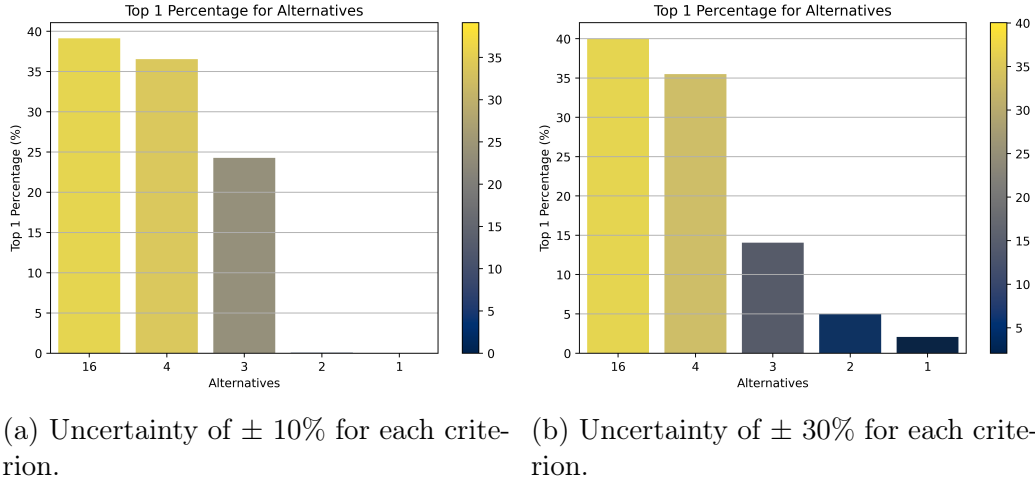 Top 1 Percentage for Alternatives
Top 1 Percentage (%)
40
35
30
25
20
15
10
5
0
16 4 3 2 1
Alternatives
35
30
25
20
15
10
5
0
(a) Uncertainty of ± 10% for each crite-
rion.
Top 1 Percentage for Alternatives
Top 1 Percentage (%)
40
35
30
25
20
15
10
5
0
16 4 3 2 1
Alternatives
40
35
30
25
20
15
10
5
(b) Uncertainty of ± 30% for each crite-
rion.